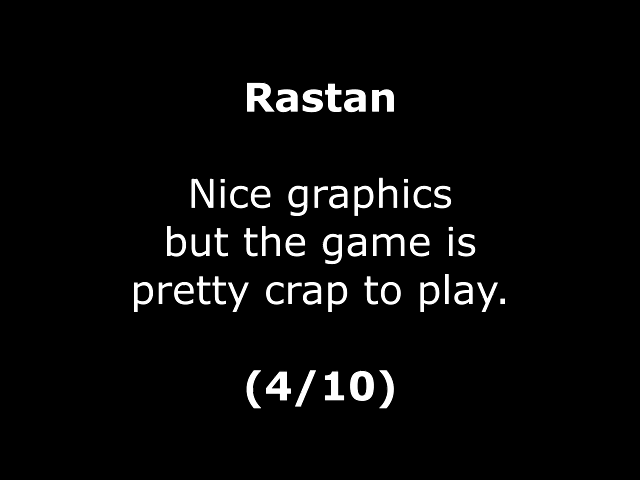 Rastan
Nice graphics
but the game is
pretty crap to play.
(4/10)